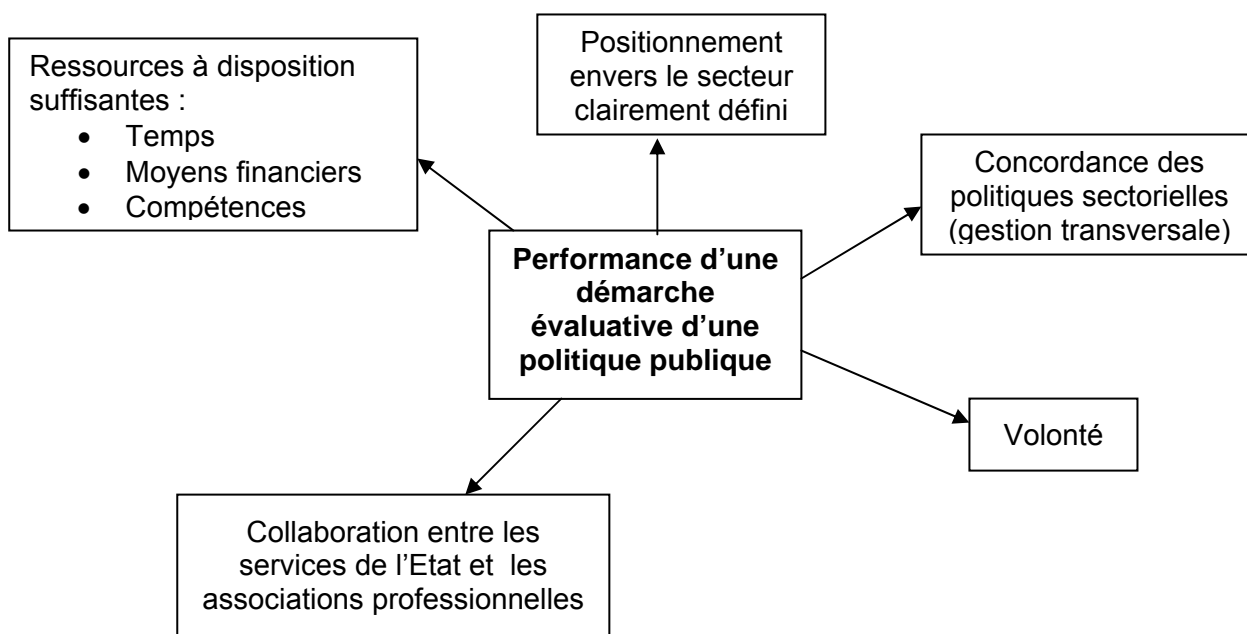 Ressources à disposition
suffisantes :
• Temps
• Moyens financiers
• Compétences
Positionnement
envers le secteur
clairement défini
Concordance des
politiques sectorielles
(gestion transversale)
Performance d’une
démarche
évaluative d’une
politique publique
Volonté
Collaboration entre les
services de l’Etat et les
associations professionnelles